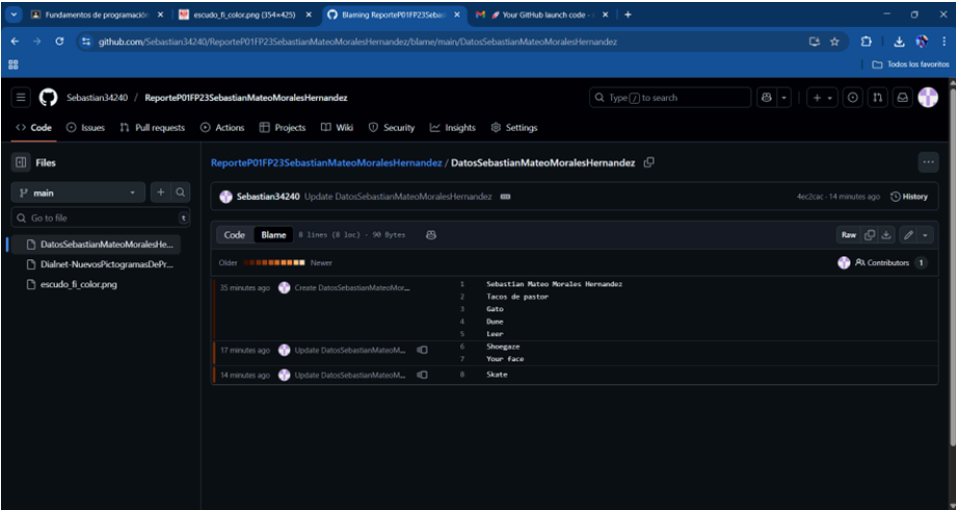 Fundamentos de programación
escudo_fi_color.png (354×425)
Blaming ReporteP01FP23Sebas
Your GitHub launch code -
github.com/Sebastian34240/ReporteP01FP23SebastianMateoMoralesHernandez/blame/main/DatosSebastianMateoMoralesHernandez
Todos los favoritos
Sebastian34240 / ReporteP01FP23SebastianMateoMoralesHernandez
Type / to search
Code Issues Pull requests Actions Projects Wiki Security Insights Settings
Files
ReporteP01FP23SebastianMateoMoralesHernandez / DatosSebastianMateoMoralesHernandez
main
Sebastian34240 Update DatosSebastianMateoMoralesHernandez
4ec2cac · 14 minutes ago History
Go to file t
DatosSebastianMateoMoralesHe...
Dialnet-NuevosPictogramasDePr...
escudo_fi_color.png
Code Blame 8 lines (8 loc) · 90 Bytes
Raw
Older Newer
Contributors 1
35 minutes ago Create DatosSebastianMateoMor...
1 Sebastian Mateo Morales Hernandez
2 Tacos de pastor
3 Gato
4 Dune
5 Leer
17 minutes ago Update DatosSebastianMateoM...
6 Shoegaze
7 Your face
14 minutes ago Update DatosSebastianMateoM...
8 Skate